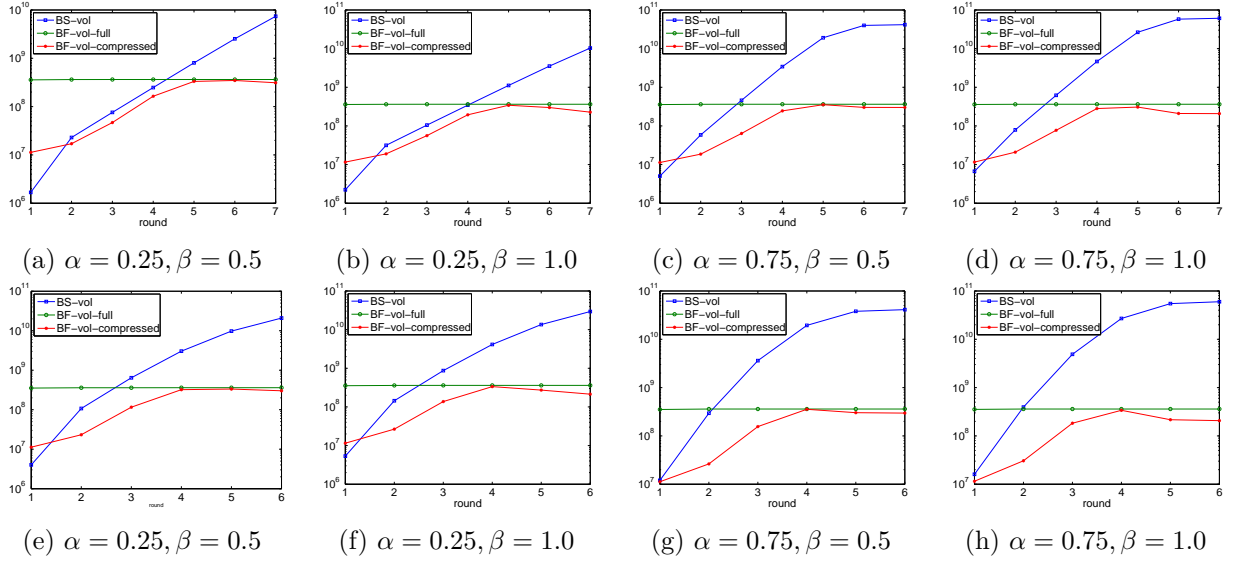 10^10
10^9
10^8
10^7
10^6
BS-vol
BF-vol-full
BF-vol-compressed
1 2 3 4 5 6 7
round
(a) α = 0.25, β = 0.5
10^11
10^10
10^9
10^8
10^7
10^6
BS-vol
BF-vol-full
BF-vol-compressed
1 2 3 4 5 6 7
round
(b) α = 0.25, β = 1.0
10^11
10^10
10^9
10^8
10^7
10^6
BS-vol
BF-vol-full
BF-vol-compressed
1 2 3 4 5 6 7
round
(c) α = 0.75, β = 0.5
10^11
10^10
10^9
10^8
10^7
10^6
BS-vol
BF-vol-full
BF-vol-compressed
1 2 3 4 5 6 7
round
(d) α = 0.75, β = 1.0
10^11
10^10
10^9
10^8
10^7
10^6
BS-vol
BF-vol-full
BF-vol-compressed
1 2 3 4 5 6
round
(e) α = 0.25, β = 0.5
10^11
10^10
10^9
10^8
10^7
10^6
BS-vol
BF-vol-full
BF-vol-compressed
1 2 3 4 5 6
round
(f) α = 0.25, β = 1.0
10^11
10^10
10^9
10^8
10^7
BS-vol
BF-vol-full
BF-vol-compressed
1 2 3 4 5 6
round
(g) α = 0.75, β = 0.5
10^11
10^10
10^9
10^8
10^7
BS-vol
BF-vol-full
BF-vol-compressed
1 2 3 4 5 6
round
(h) α = 0.75, β = 1.0